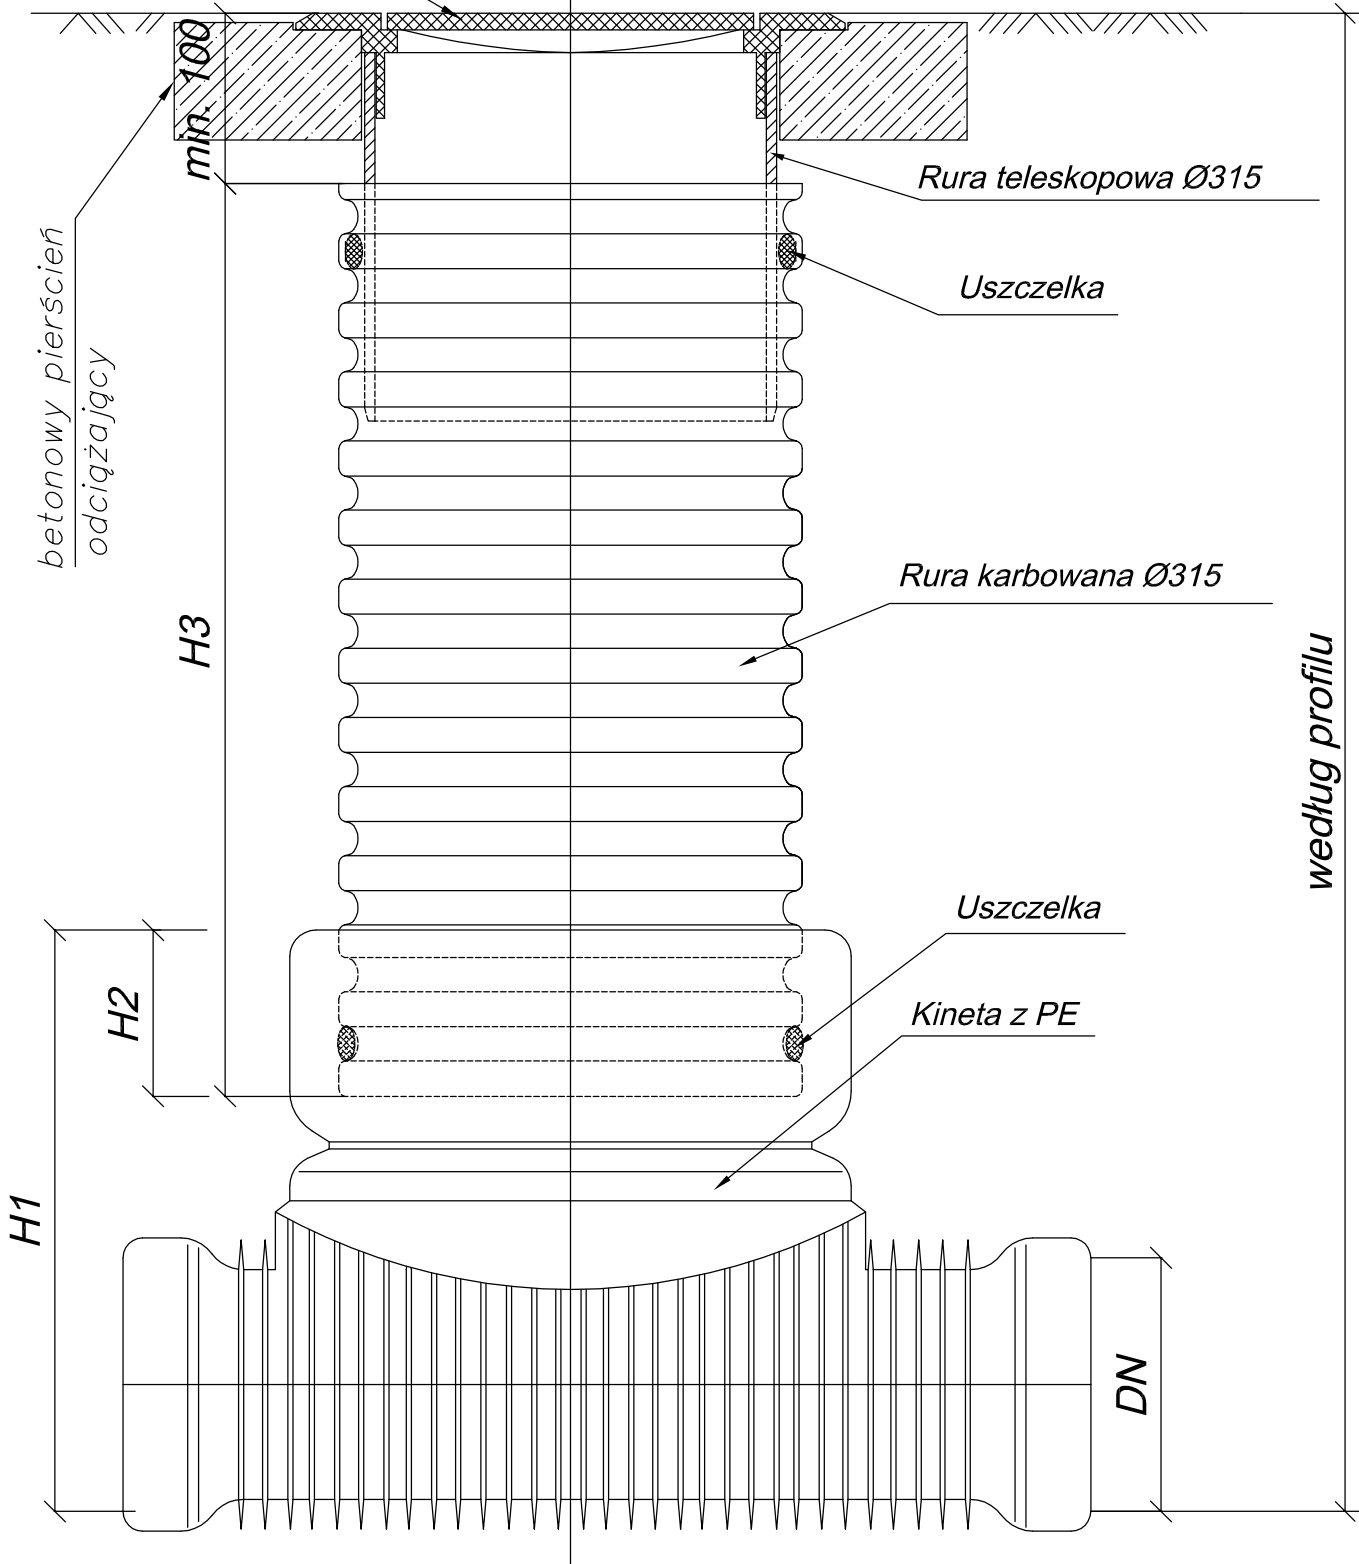 min. 100
Rura teleskopowa Ø315
Uszczelka
betonowy pierścień
odciążający
Rura karbowana Ø315
H3
według profilu
Uszczelka
H2
Kineta z PE
H1
DN